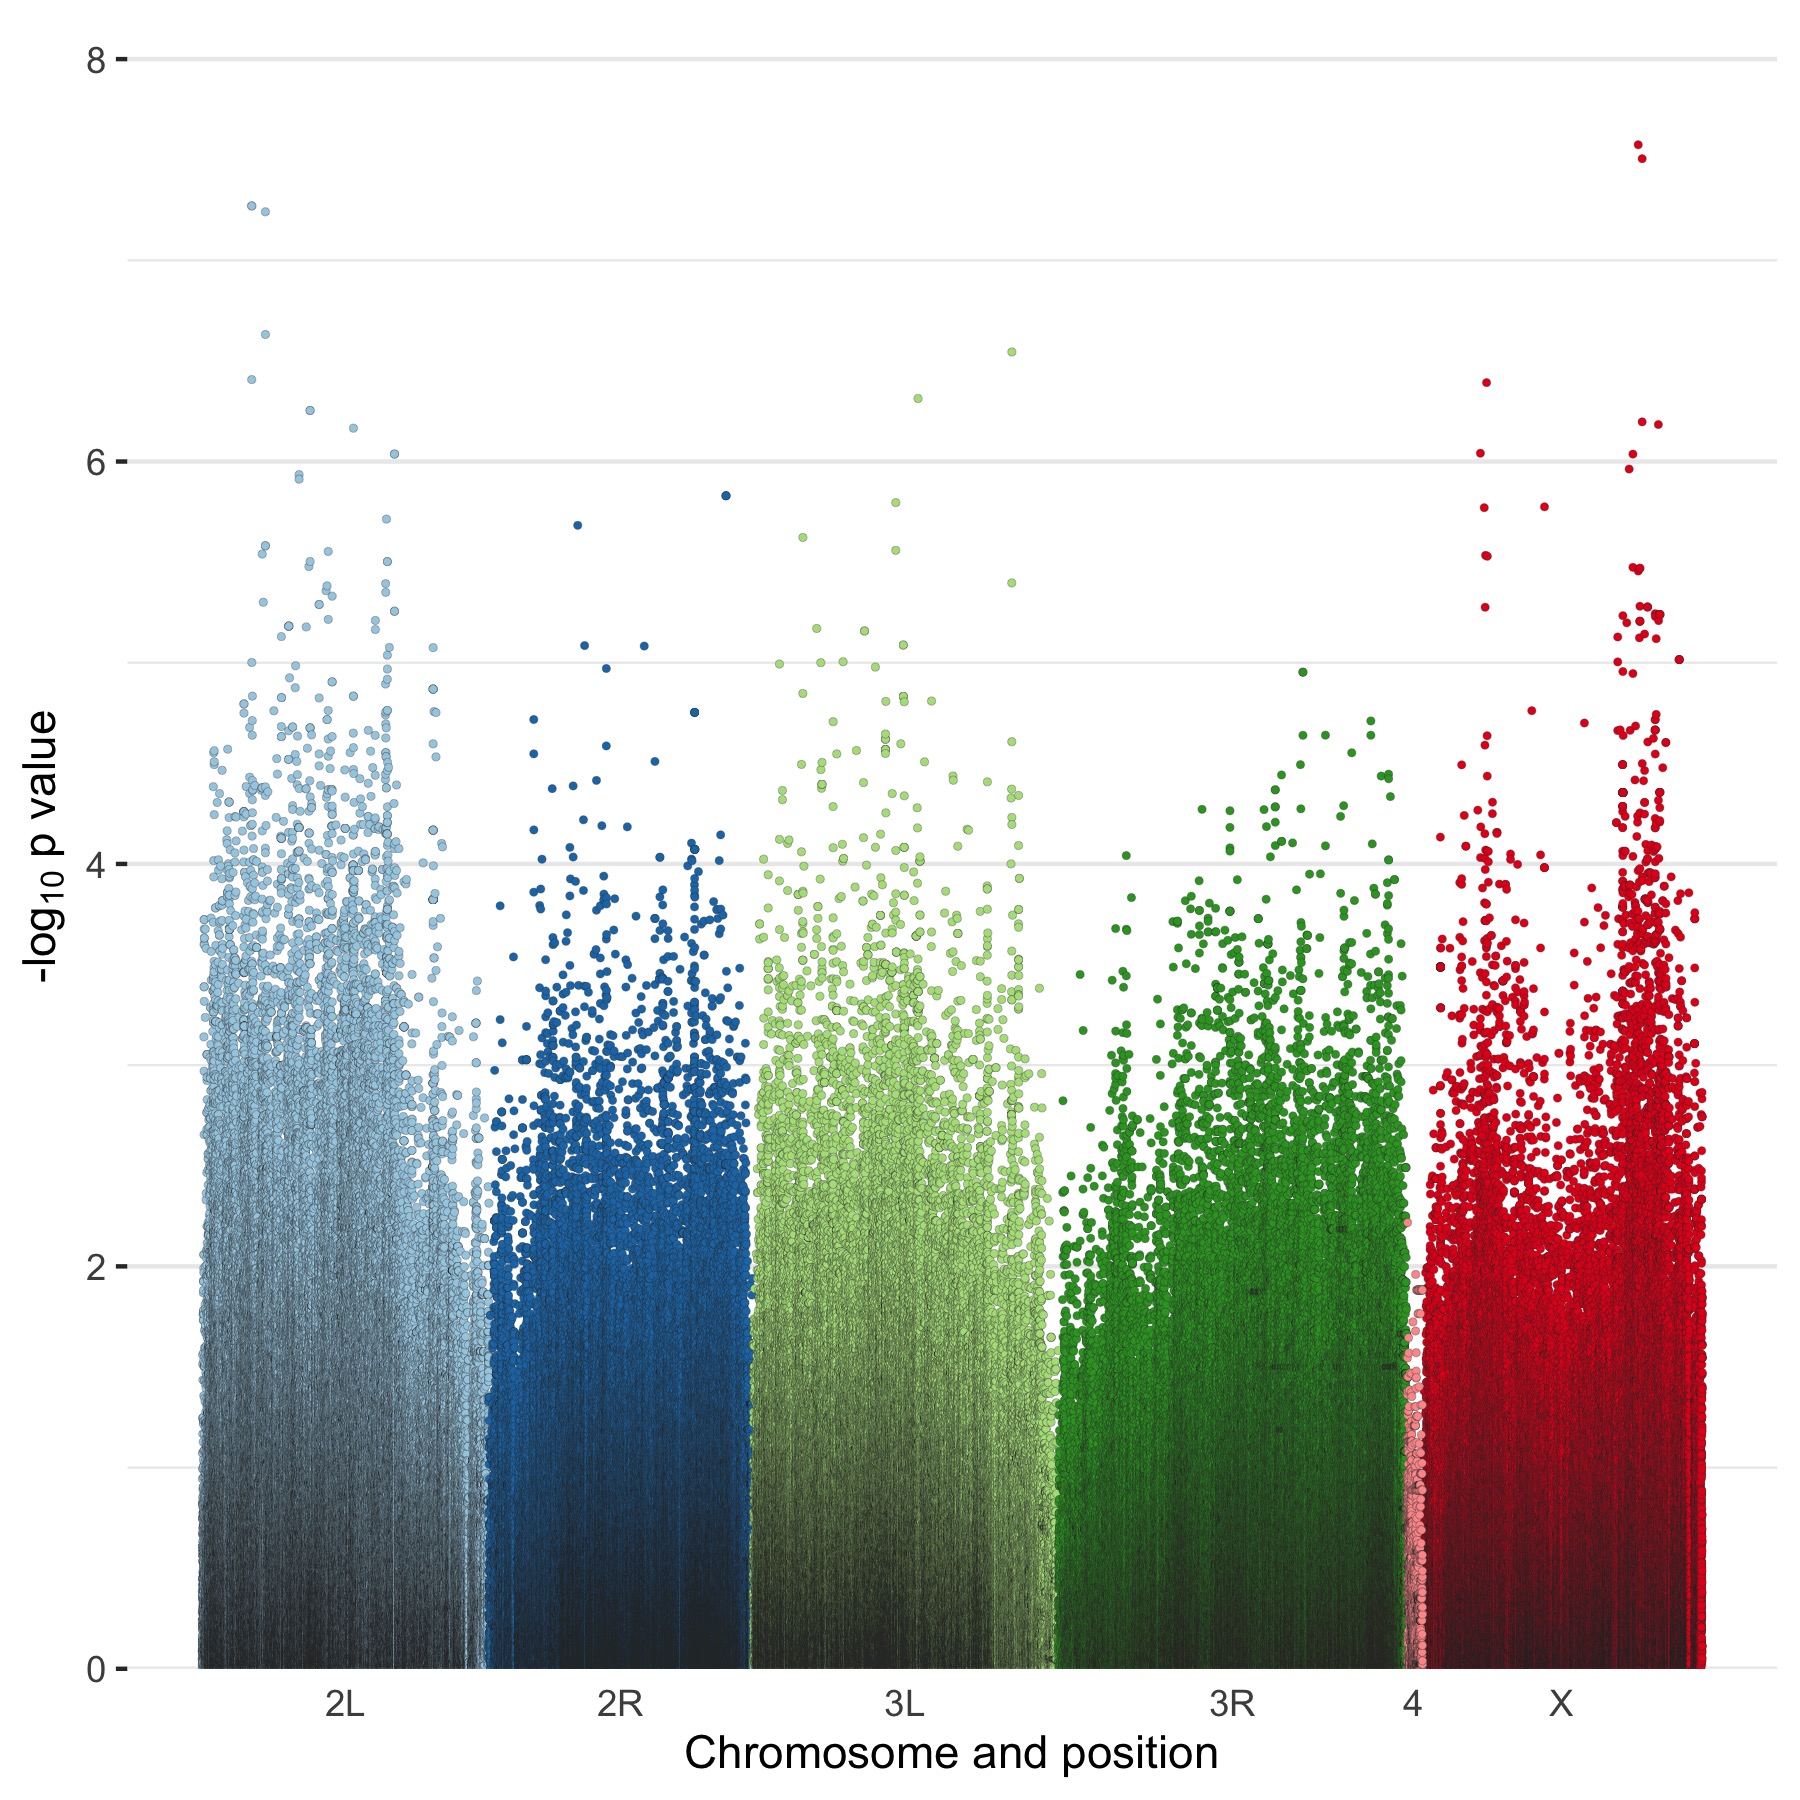 8
6
4
2
0
-log₁₀ p value
2L 2R 3L 3R 4 X
Chromosome and position